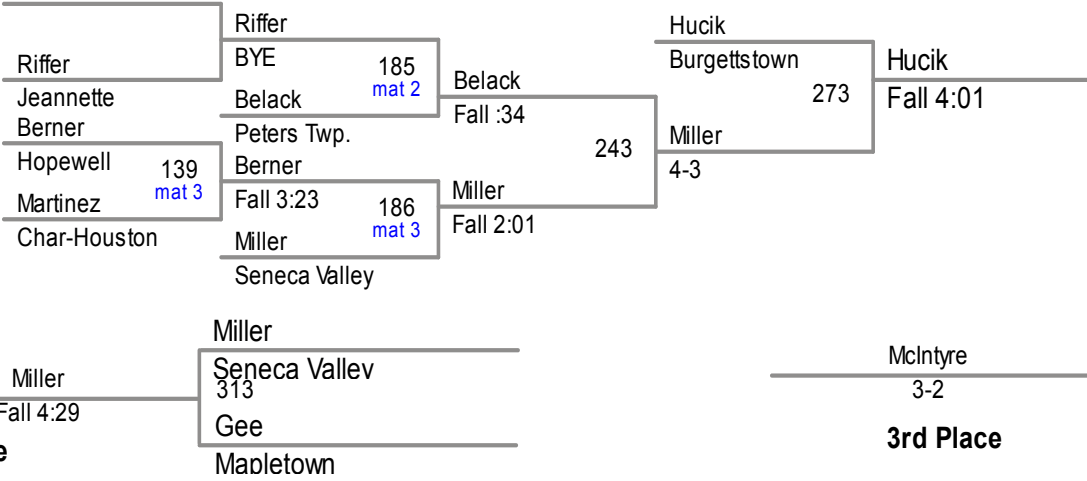 Riffer
Jeannette
Berner
Hopewell
139
mat 3
Martinez
Char-Houston
Riffer
BYE
185
mat 2
Belack
Peters Twp.
Berner
Fall 3:23
186
mat 3
Miller
Seneca Valley
Belack
Fall :34
243
Miller
Fall 2:01
Hucik
Burgettstown
273
Miller
4-3
Hucik
Fall 4:01
Miller
Fall 4:29
Miller
Seneca Valley
313
Gee
Mapletown
McIntyre
3-2
3rd Place